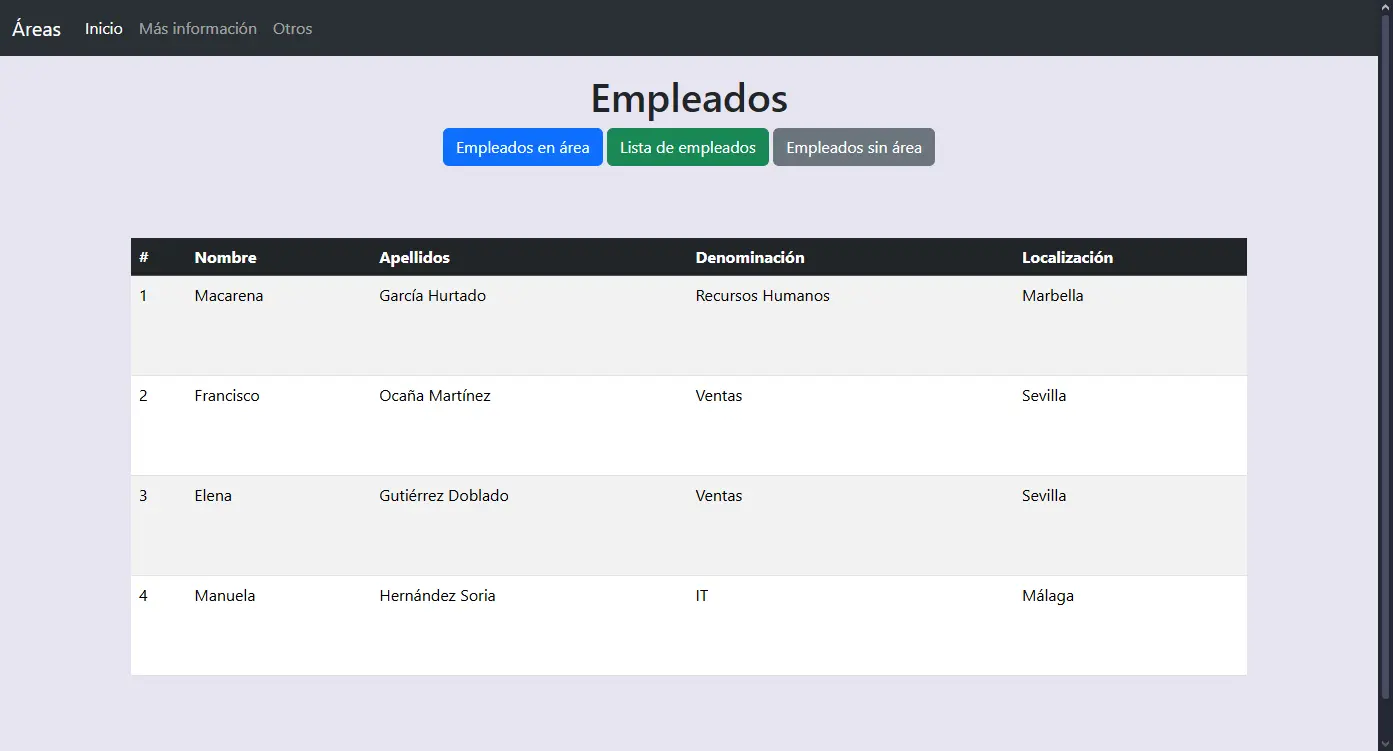 Áreas Inicio Más información Otros
Empleados
Empleados en área Lista de empleados Empleados sin área
# Nombre Apellidos Denominación Localización
1 Macarena García Hurtado Recursos Humanos Marbella
2 Francisco Ocaña Martínez Ventas Sevilla
3 Elena Gutiérrez Doblado Ventas Sevilla
4 Manuela Hernández Soria IT Málaga